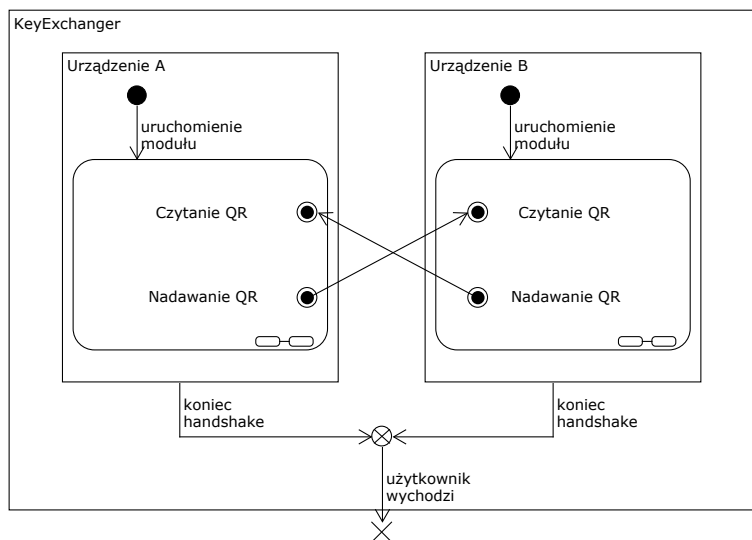 KeyExchanger
Urządzenie A
Urządzenie B
uruchomienie
modułu
uruchomienie
modułu
Czytanie QR
Czytanie QR
Nadawanie QR
Nadawanie QR
koniec
handshake
koniec
handshake
użytkownik
wychodzi